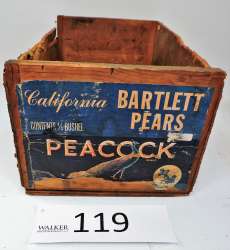 California BARTLETT
PEARS
CONTENTS ½ BUSHEL
PEACOCK
WALKER
119